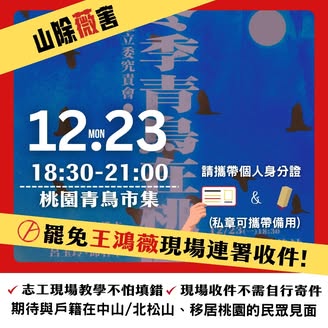 山除薇害
冬季青鳥在桃
立委究責會
12.23
MON
18:30-21:00
桃園青鳥市集
請攜帶個人身分證
&
(私章可攜帶備用)
罷免王鴻薇現場連署收件!
志工現場教學不怕填錯
現場收件不需自行寄件
期待與戶籍在中山/北松山、移居桃園的民眾見面